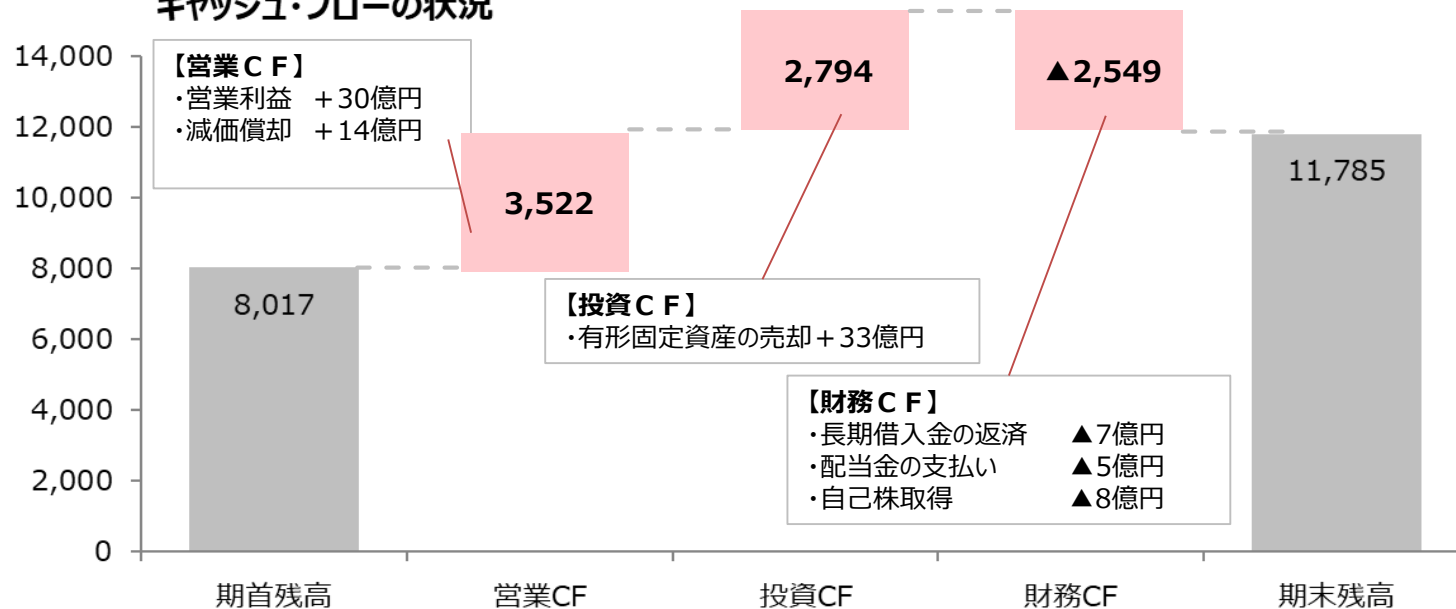 キャッシュ・フローの状況
14,000
12,000
10,000
8,000
6,000
4,000
2,000
0
【営業ＣＦ】
・営業利益　＋30億円
・減価償却　＋14億円
8,017
3,522
2,794
▲2,549
11,785
【投資ＣＦ】
・有形固定資産の売却＋33億円
【財務ＣＦ】
・長期借入金の返済　▲7億円
・配当金の支払い　▲5億円
・自己株取得　▲8億円
期首残高
営業CF
投資CF
財務CF
期末残高